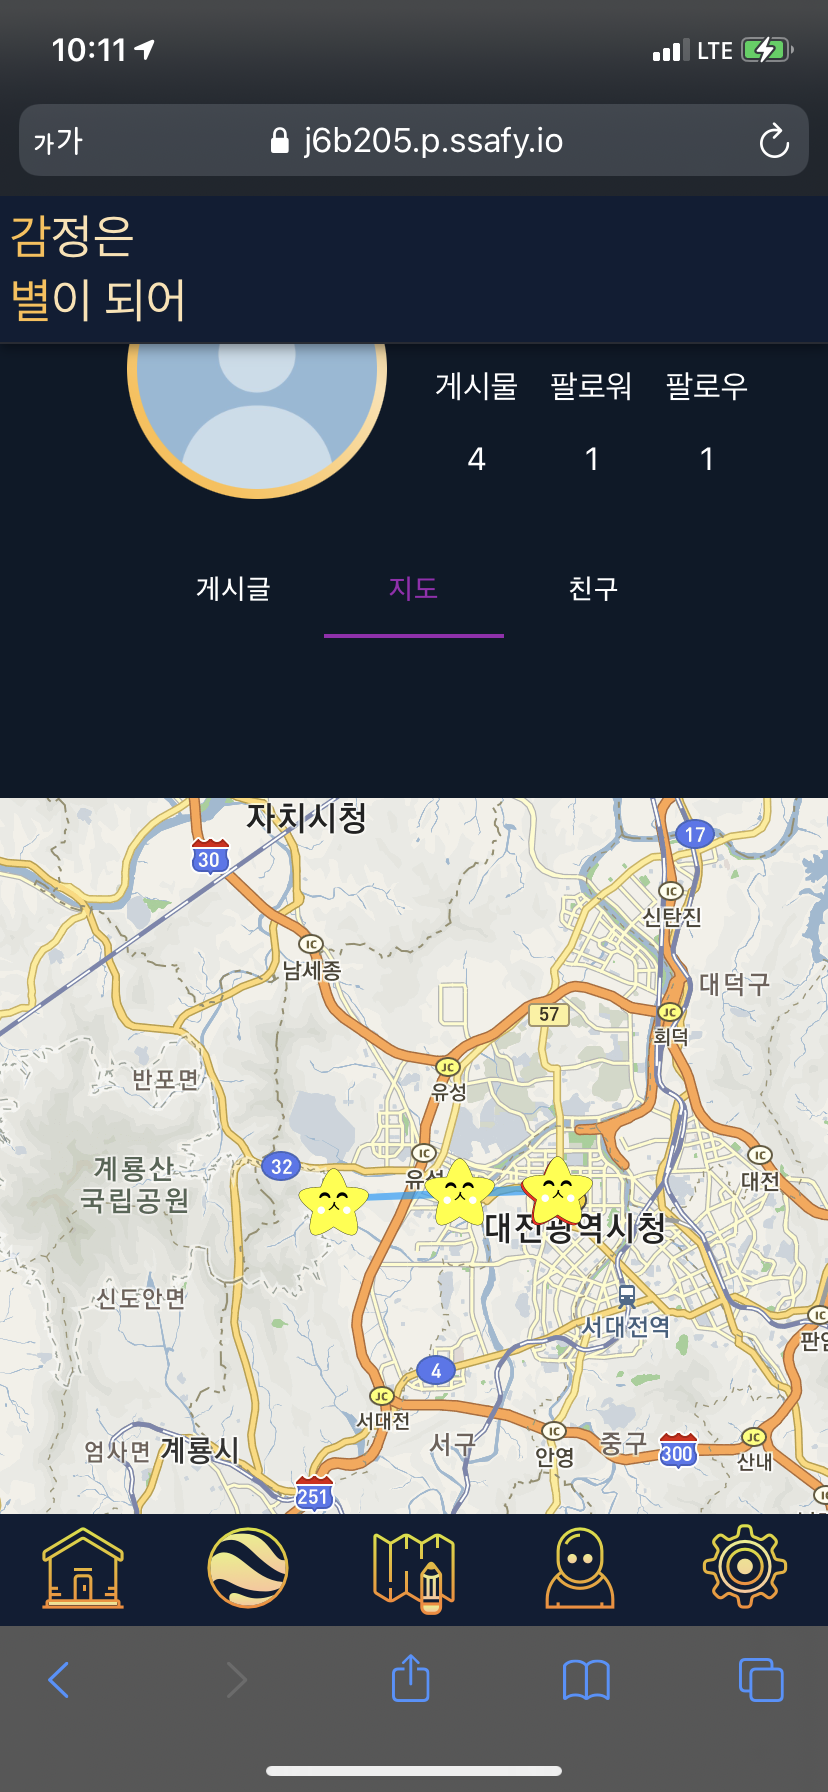 10:11
LTE
가가
j6b205.p.ssafy.io
감정은
별이 되어
게시물 팔로워 팔로우
4 1 1
게시글 지도 친구
자치시청
30
17
IC
신탄진
IC
남세종
대덕구
57
JC
회덕
JC
유성
반포면
IC
계룡산
국립공원
32
IC
대전
대전광역시청
신도안면
서대전역
IC
4
JC
서대전
엄사면
계룡시
서구
IC
안영
중구
300
JC
산내
251